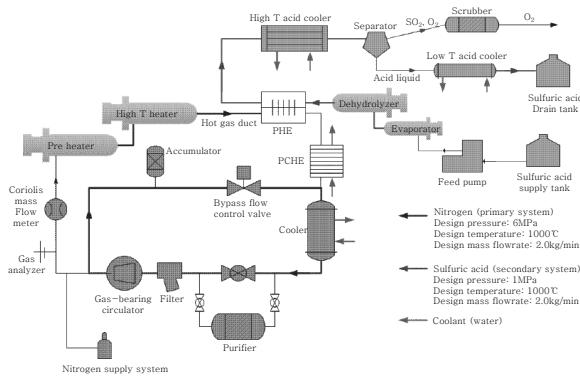 High T acid cooler
Separator
SO2, O2
Scrubber
O2
Low T acid cooler
Acid liquid
Sulfuric acid
Drain tank
High T heater
Hot gas duct
PHE
Dehydrolyzer
Evaporator
Pre heater
Accumulator
PCHE
Feed pump
Sulfuric acid
supply tank
Coriolis
mass
Flow
meter
Bypass flow
control valve
Cooler
Gas
analyzer
Gas-bearing
circulator
Filter
Purifier
Nitrogen supply system
Nitrogen (primary system)
Design pressure: 6MPa
Design temperature: 1000℃
Design mass flowrate: 2.0kg/min
Sulfuric acid (secondary system)
Design pressure: 1MPa
Design temperature: 1000℃
Design mass flowrate: 2.0kg/min
Coolant (water)